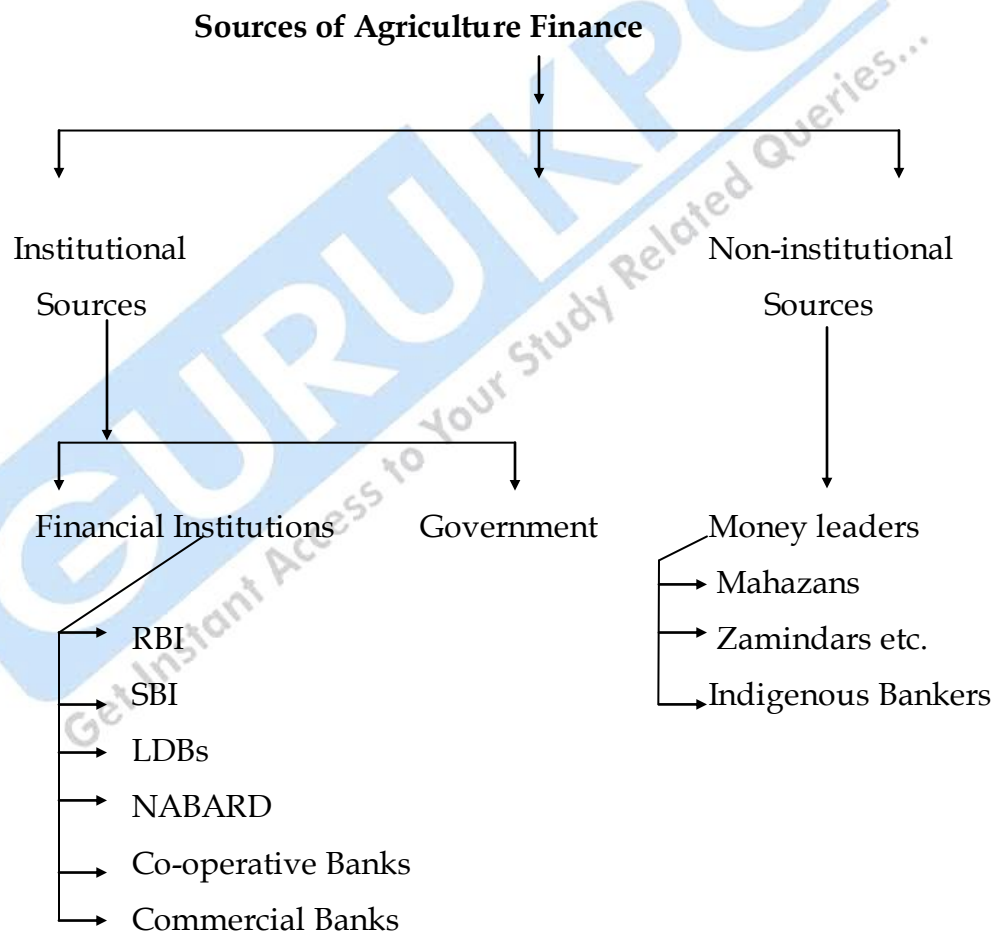 Sources of Agriculture Finance
Institutional
Sources
Non-institutional
Sources
Financial Institutions
Government
Money leaders
Mahazans
Zamindars etc.
Indigenous Bankers
RBI
SBI
LDBs
NABARD
Co-operative Banks
Commercial Banks
GURUKPO
Get Instant Access to Your Study Related Queries...